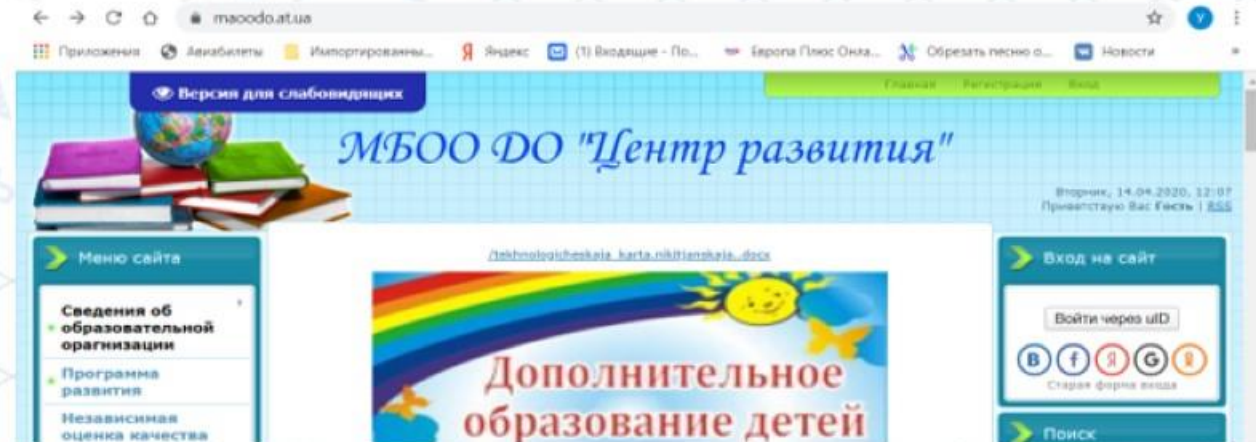 maoodo.at.ua
Приложения Авиабилеты Импортированны... Яндекс (1) Входящие - По... Европа Плюс Онла... Обрезать песню о... Новости
Версия для слабовидящих
Главная Регистрация Вход
МБОО ДО "Центр развития"
Вторник, 14.04.2020, 12:07
Приветствую Вас Гость | RSS
Меню сайта
Сведения об
образовательной
орагнизации
Программа
развития
Независимая
оценка качества
/tekhnologicheskaja_karta.nikitianskaja..docx
Дополнительное
образование детей
Вход на сайт
Войти через uID
Старая форма входа
Поиск